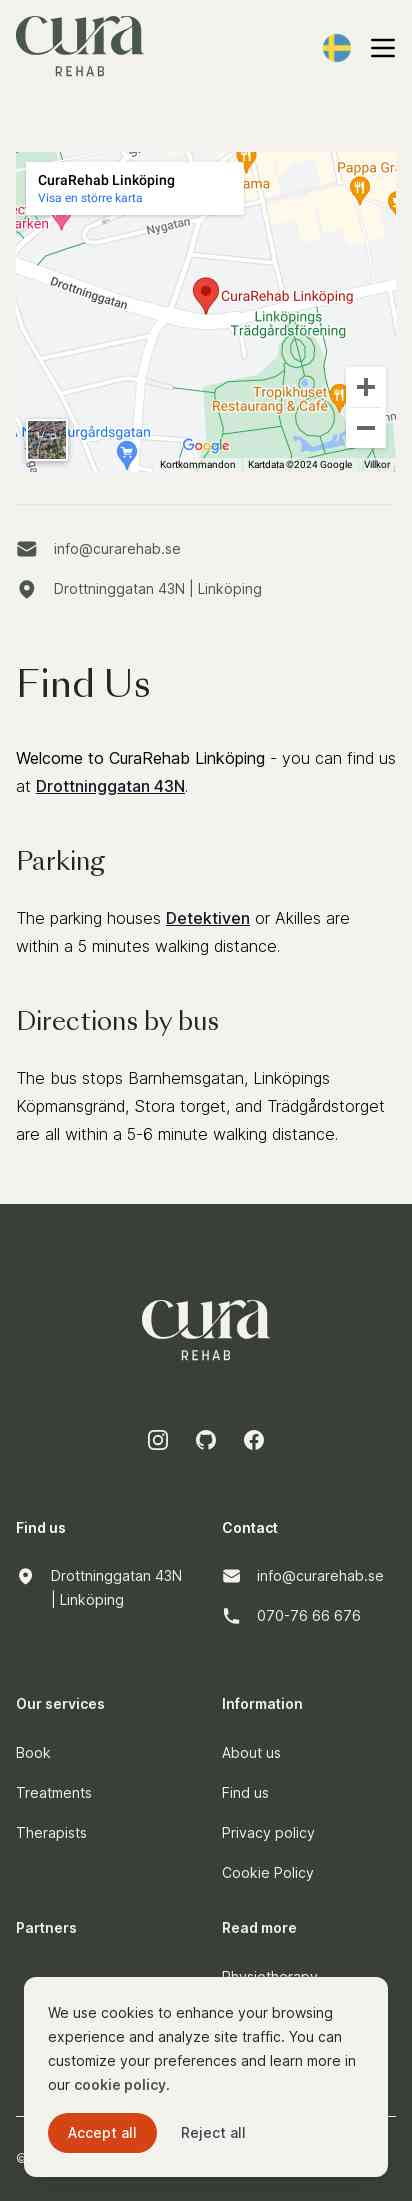 cura
REHAB
CuraRehab Linköping
Visa en större karta
Pappa Gr
ama
arken
Nygatan
Drottninggatan
CuraRehab Linköping
Linköpings
Trädgårdsförening
Tropikhuset
Restaurang & Café
urgårdsgatan
Google
Kortkommandon
Kartdata ©2024 Google
Villkor
info@curarehab.se
Drottninggatan 43N | Linköping
Find Us
Welcome to CuraRehab Linköping - you can find us
at Drottninggatan 43N.
Parking
The parking houses Detektiven or Akilles are
within a 5 minutes walking distance.
Directions by bus
The bus stops Barnhemsgatan, Linköpings
Köpmansgränd, Stora torget, and Trädgårdstorget
are all within a 5-6 minute walking distance.
cura
REHAB
Find us
Drottninggatan 43N
| Linköping
Contact
info@curarehab.se
070-76 66 676
Our services
Book
Treatments
Therapists
Information
About us
Find us
Privacy policy
Cookie Policy
Partners
Read more
Physiotherapy
We use cookies to enhance your browsing
experience and analyze site traffic. You can
customize your preferences and learn more in
our cookie policy.
Accept all
Reject all
©